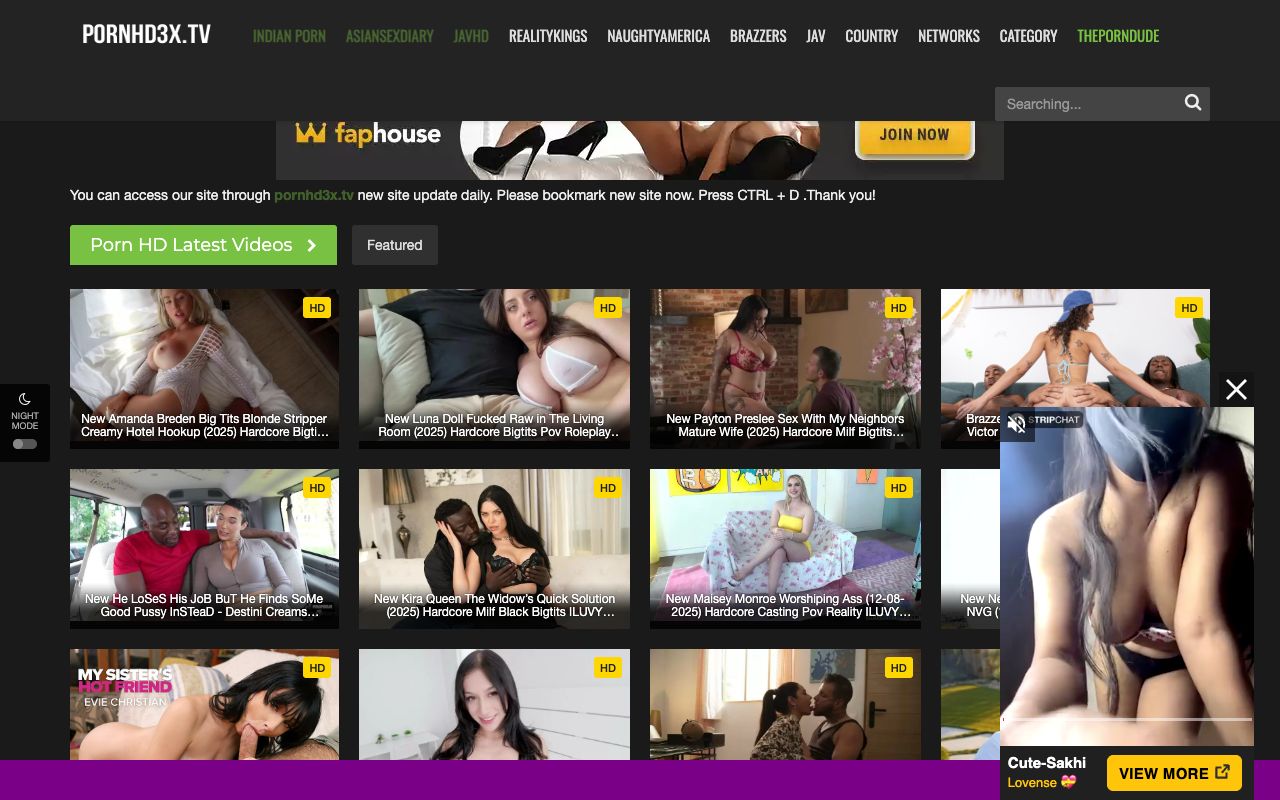 PORNHD3X.TV
INDIAN PORN ASIANSEXDIARY JAVHD REALITYKINGS NAUGHTYAMERICA BRAZZERS JAV COUNTRY NETWORKS CATEGORY THEPORNDUDE
Searching...
faphouse
JOIN NOW
You can access our site through pornhd3x.tv new site update daily. Please bookmark new site now. Press CTRL + D .Thank you!
Porn HD Latest Videos
Featured
HD
New Amanda Breden Big Tits Blonde Stripper
Creamy Hotel Hookup (2025) Hardcore Bigti...
HD
New Luna Doll Fucked Raw in The Living
Room (2025) Hardcore Bigtits Pov Roleplay..
HD
New Payton Preslee Sex With My Neighbors
Mature Wife (2025) Hardcore Milf Bigtits...
HD
Brazze
Victor
NIGHT
MODE
STRIPCHAT
HD
New He LoSeS His JoB BuT He Finds SoMe
Good Pussy InSTeaD - Destini Creams...
HD
New Kira Queen The Widow's Quick Solution
(2025) Hardcore Milf Black Bigtits ILUVY...
HD
New Maisey Monroe Worshiping Ass (12-08-
2025) Hardcore Casting Pov Reality ILUVY...
New Ne
NVG (
HD
MY SISTER'S
HOT FRIEND
EVIE CHRISTIAN
HD
HD
Cute-Sakhi
Lovense
VIEW MORE